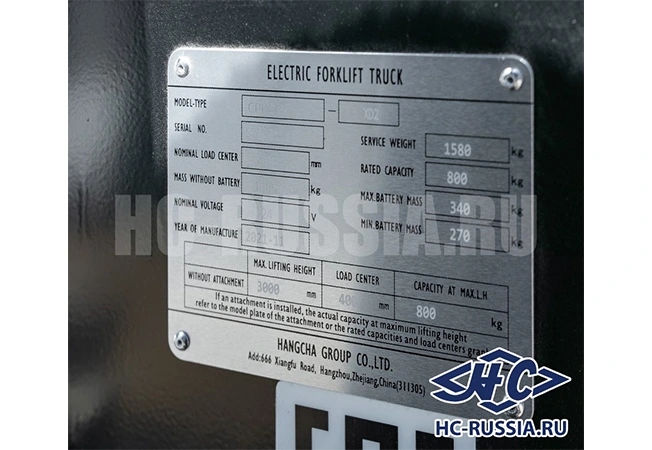 ELECTRIC FORKLIFT TRUCK
MODEL-TYPE -
SERIAL NO.
NOMINAL LOAD CENTER mm
MASS WITHOUT BATTERY kg
NOMINAL VOLTAGE V
YEAR OF MANUFACTURE 2021-11
SERVICE WEIGHT 1580 kg
RATED CAPACITY 800 kg
MAX.BATTERY MASS 340 kg
MIN.BATTERY MASS 270 kg
MAX. LIFTING HEIGHT LOAD CENTER CAPACITY AT MAX.L.H
WITHOUT ATTACHMENT 3000 mm mm 800 kg
If an attachment is installed, the actual capacity at maximum lifting height
refer to the model plate of the attachment or the rated capacities and load centers
HANGCHA GROUP CO.,LTD.
Add:666 Xiangfu Road, Hangzhou,Zhejiang,China(311305)
HC-RUSSIA.RU
HC
HC-RUSSIA.RU